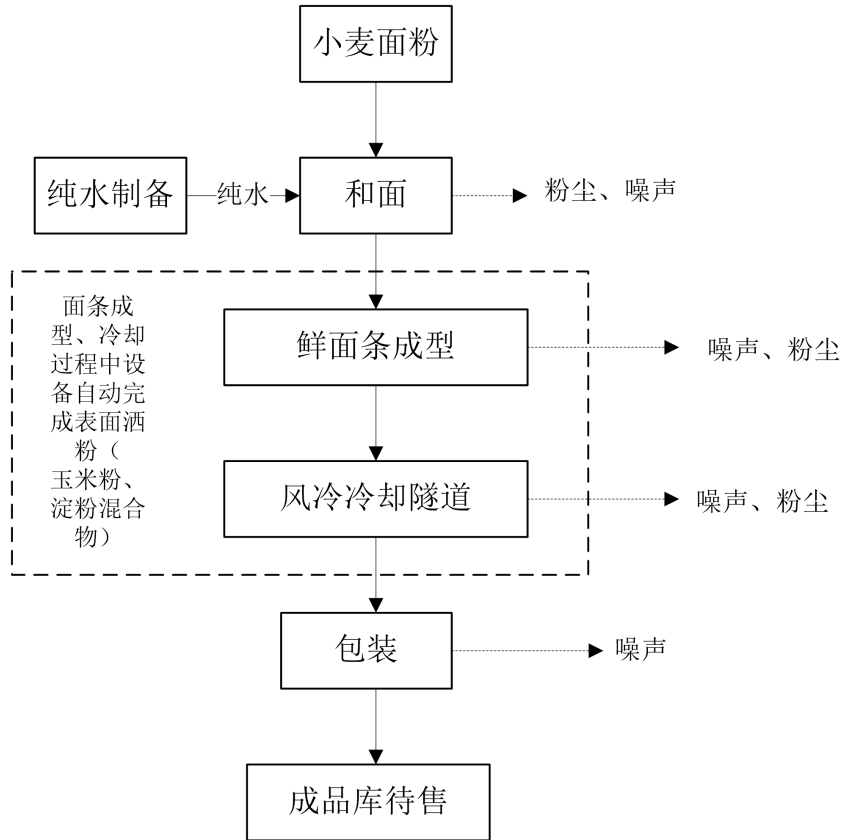 小麦面粉
纯水制备
纯水
和面
粉尘、噪声
面条成
型、冷却
过程中设
备自动完
成表面洒
粉（
玉米粉、
淀粉混合
物）
鲜面条成型
噪声、粉尘
风冷冷却隧道
噪声、粉尘
包装
噪声
成品库待售